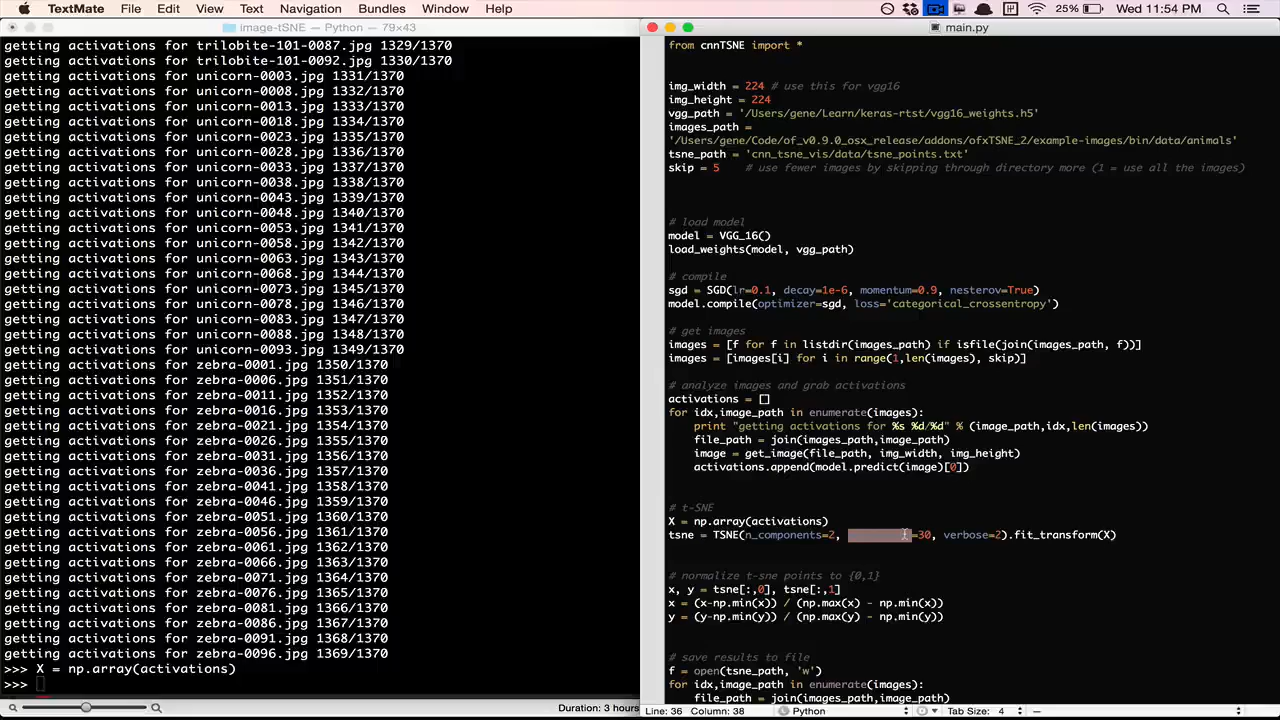 TextMate File Edit View Text Navigation Bundles Window Help 25% Wed 11:54 PM
image-tSNE — Python — 79×43
getting activations for trilobite-101-0087.jpg 1329/1370
getting activations for trilobite-101-0092.jpg 1330/1370
getting activations for unicorn-0003.jpg 1331/1370
getting activations for unicorn-0008.jpg 1332/1370
getting activations for unicorn-0013.jpg 1333/1370
getting activations for unicorn-0018.jpg 1334/1370
getting activations for unicorn-0023.jpg 1335/1370
getting activations for unicorn-0028.jpg 1336/1370
getting activations for unicorn-0033.jpg 1337/1370
getting activations for unicorn-0038.jpg 1338/1370
getting activations for unicorn-0043.jpg 1339/1370
getting activations for unicorn-0048.jpg 1340/1370
getting activations for unicorn-0053.jpg 1341/1370
getting activations for unicorn-0058.jpg 1342/1370
getting activations for unicorn-0063.jpg 1343/1370
getting activations for unicorn-0068.jpg 1344/1370
getting activations for unicorn-0073.jpg 1345/1370
getting activations for unicorn-0078.jpg 1346/1370
getting activations for unicorn-0083.jpg 1347/1370
getting activations for unicorn-0088.jpg 1348/1370
getting activations for unicorn-0093.jpg 1349/1370
getting activations for zebra-0001.jpg 1350/1370
getting activations for zebra-0006.jpg 1351/1370
getting activations for zebra-0011.jpg 1352/1370
getting activations for zebra-0016.jpg 1353/1370
getting activations for zebra-0021.jpg 1354/1370
getting activations for zebra-0026.jpg 1355/1370
getting activations for zebra-0031.jpg 1356/1370
getting activations for zebra-0036.jpg 1357/1370
getting activations for zebra-0041.jpg 1358/1370
getting activations for zebra-0046.jpg 1359/1370
getting activations for zebra-0051.jpg 1360/1370
getting activations for zebra-0056.jpg 1361/1370
getting activations for zebra-0061.jpg 1362/1370
getting activations for zebra-0066.jpg 1363/1370
getting activations for zebra-0071.jpg 1364/1370
getting activations for zebra-0076.jpg 1365/1370
getting activations for zebra-0081.jpg 1366/1370
getting activations for zebra-0086.jpg 1367/1370
getting activations for zebra-0091.jpg 1368/1370
getting activations for zebra-0096.jpg 1369/1370
>>> X = np.array(activations)
>>>
Duration: 3 hours
main.py
from cnnTSNE import *
img_width = 224 # use this for vgg16
img_height = 224
vgg_path = '/Users/gene/Learn/keras-rtst/vgg16_weights.h5'
images_path =
'/Users/gene/Code/of_v0.9.0_osx_release/addons/ofxTSNE_2/example-images/bin/data/animals'
tsne_path = 'cnn_tsne_vis/data/tsne_points.txt'
skip = 5 # use fewer images by skipping through directory more (1 = use all the images)
# load model
model = VGG_16()
load_weights(model, vgg_path)
# compile
sgd = SGD(lr=0.1, decay=1e-6, momentum=0.9, nesterov=True)
model.compile(optimizer=sgd, loss='categorical_crossentropy')
# get images
images = [f for f in listdir(images_path) if isfile(join(images_path, f))]
images = [images[i] for i in range(1,len(images), skip)]
# analyze images and grab activations
activations = []
for idx,image_path in enumerate(images):
print "getting activations for %s %d/%d" % (image_path,idx,len(images))
file_path = join(images_path,image_path)
image = get_image(file_path, img_width, img_height)
activations.append(model.predict(image)[0])
# t-SNE
X = np.array(activations)
tsne = TSNE(n_components=2, =30, verbose=2).fit_transform(X)
# normalize t-sne points to {0,1}
x, y = tsne[:,0], tsne[:,1]
x = (x-np.min(x)) / (np.max(x) - np.min(x))
y = (y-np.min(y)) / (np.max(y) - np.min(y))
# save results to file
f = open(tsne_path, 'w')
for idx,image_path in enumerate(images):
file_path = join(images_path,image_path)
Line: 36 Column: 38 Python Tab Size: 4 —